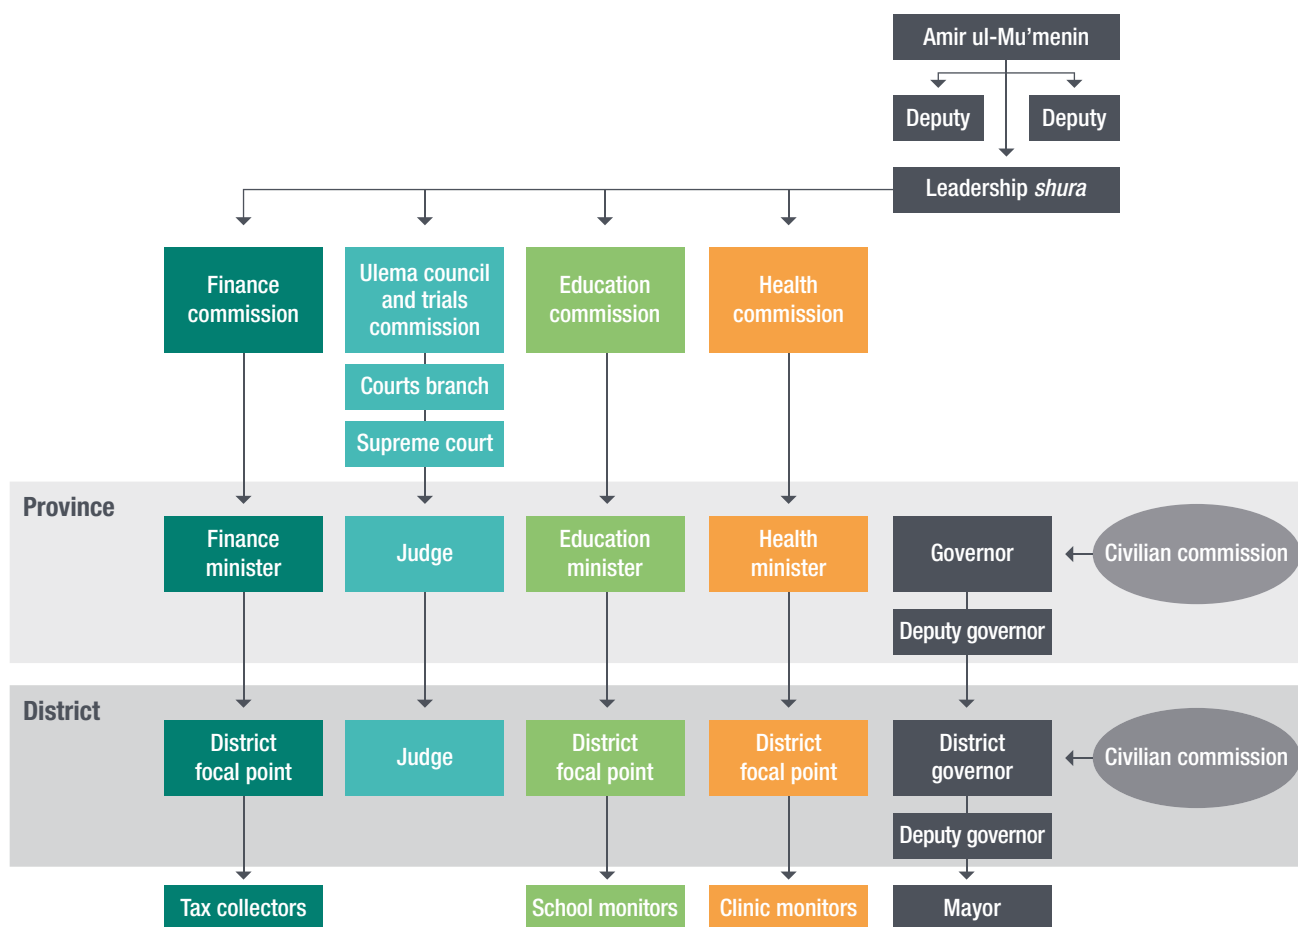 Amir ul-Mu’menin
Deputy
Deputy
Leadership shura
Finance
commission
Ulema council
and trials
commission
Education
commission
Health
commission
Courts branch
Supreme court
Province
Finance
minister
Judge
Education
minister
Health
minister
Governor
Civilian commission
Deputy governor
District
District
focal point
Judge
District
focal point
District
focal point
District
governor
Civilian commission
Deputy governor
Tax collectors
School monitors
Clinic monitors
Mayor